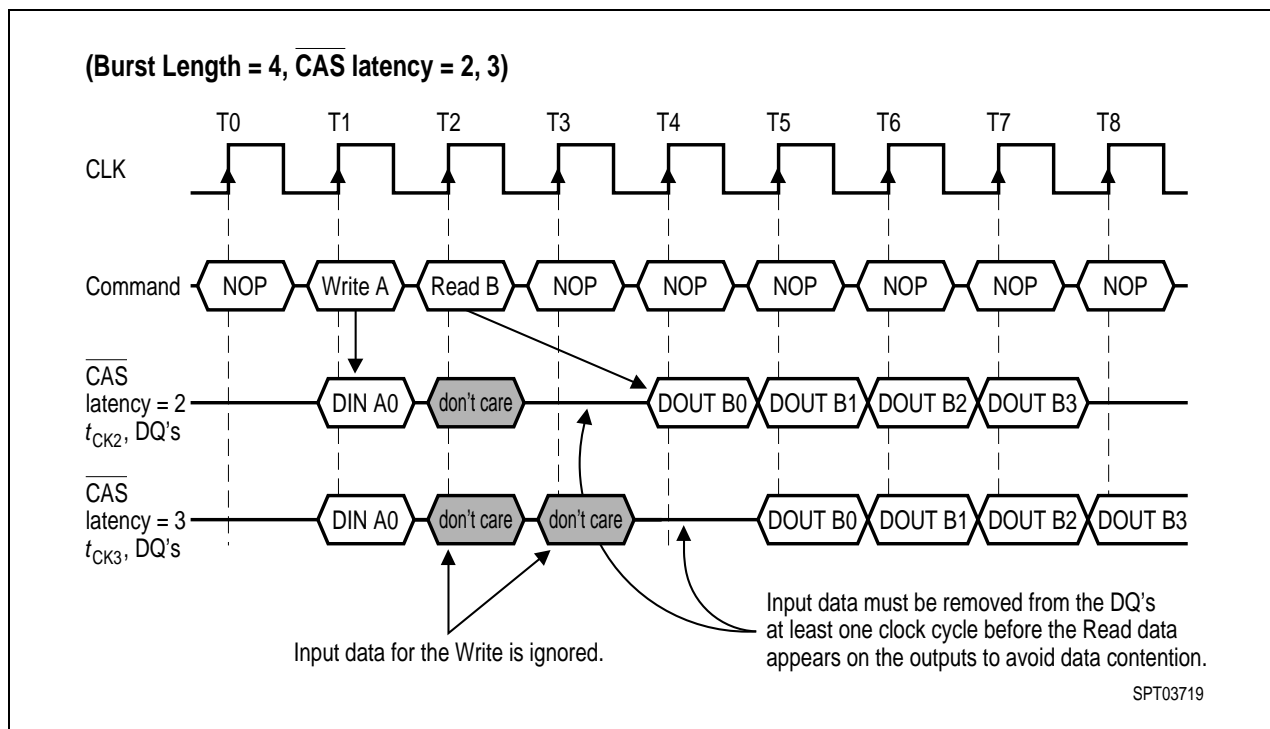 (Burst Length = 4, CAS latency = 2, 3)
T0 T1 T2 T3 T4 T5 T6 T7 T8
CLK
Command NOP Write A Read B NOP NOP NOP NOP NOP NOP
CAS
latency = 2
tCK2, DQ's
DIN A0 don't care DOUT B0 DOUT B1 DOUT B2 DOUT B3
CAS
latency = 3
tCK3, DQ's
DIN A0 don't care don't care DOUT B0 DOUT B1 DOUT B2 DOUT B3
Input data for the Write is ignored.
Input data must be removed from the DQ's
at least one clock cycle before the Read data
appears on the outputs to avoid data contention.
SPT03719